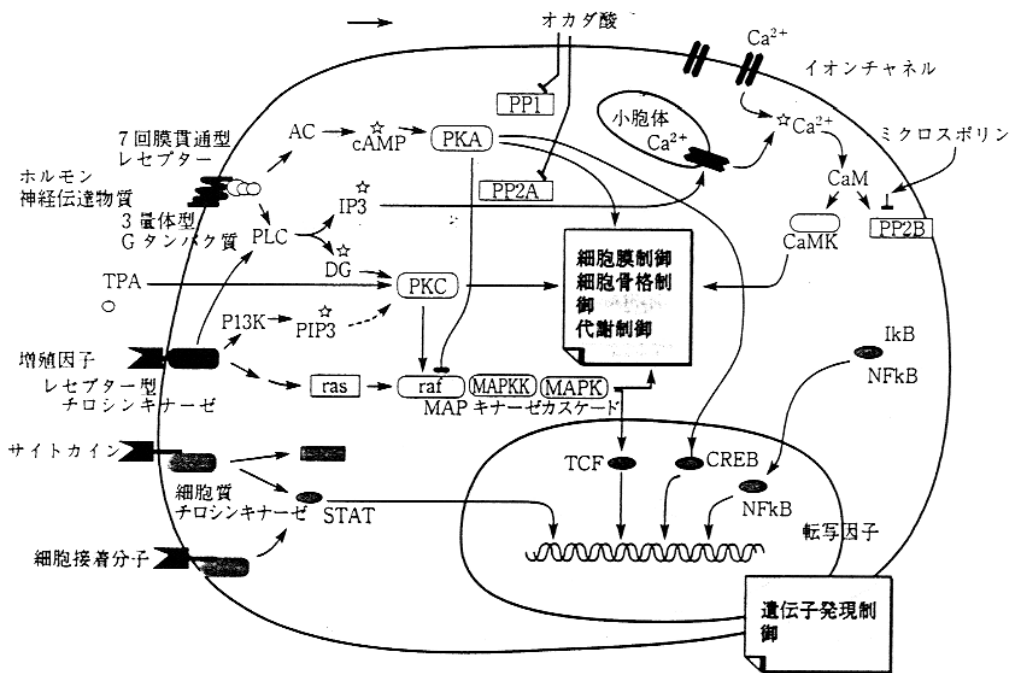 オカダ酸
Ca²⁺
イオンチャネル
PP1
小胞体
Ca²⁺
☆Ca²⁺
ミクロスポリン
7回膜貫通型
レセプター
AC
☆
cAMP
PKA
ホルモン
神経伝達物質
PP2A
CaM
☆
IP3
3量体型
Gタンパク質
PLC
CaMK
PP2B
☆
DG
TPA
PKC
細胞膜制御
細胞骨格制
御
代謝制御
P13K
☆
PIP3
IkB
NFkB
増殖因子
レセプター型
チロシンキナーゼ
ras
raf
MAPKK
MAPK
MAPキナーゼカスケード
サイトカイン
TCF
CREB
NFkB
細胞質
チロシンキナーゼ
STAT
転写因子
細胞接着分子
遺伝子発現制
御